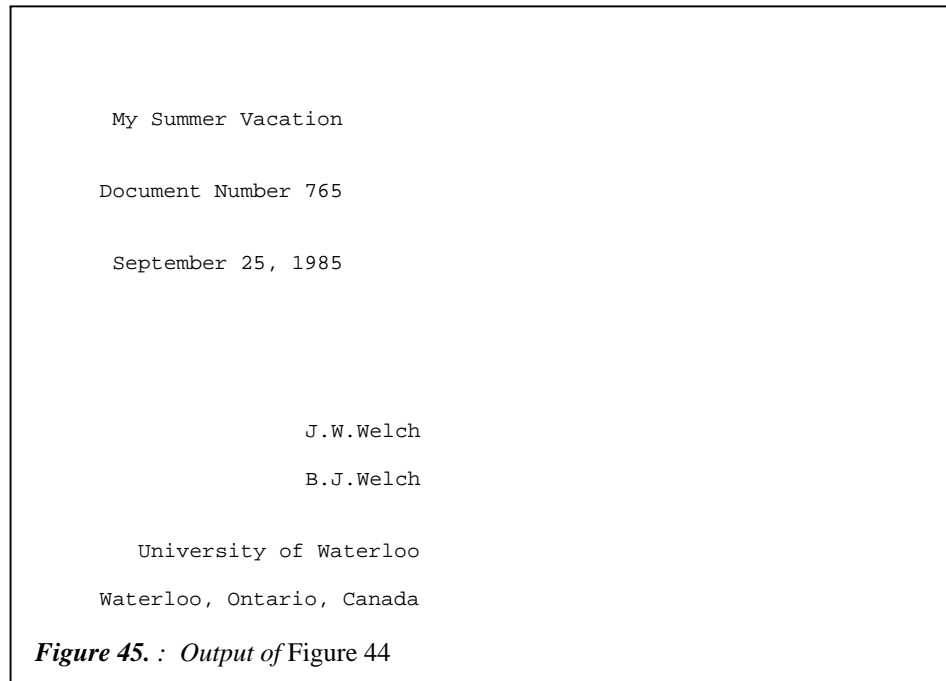 My Summer Vacation
Document Number 765
September 25, 1985
J.W.Welch
B.J.Welch
University of Waterloo
Waterloo, Ontario, Canada
Figure 45. : Output of Figure 44